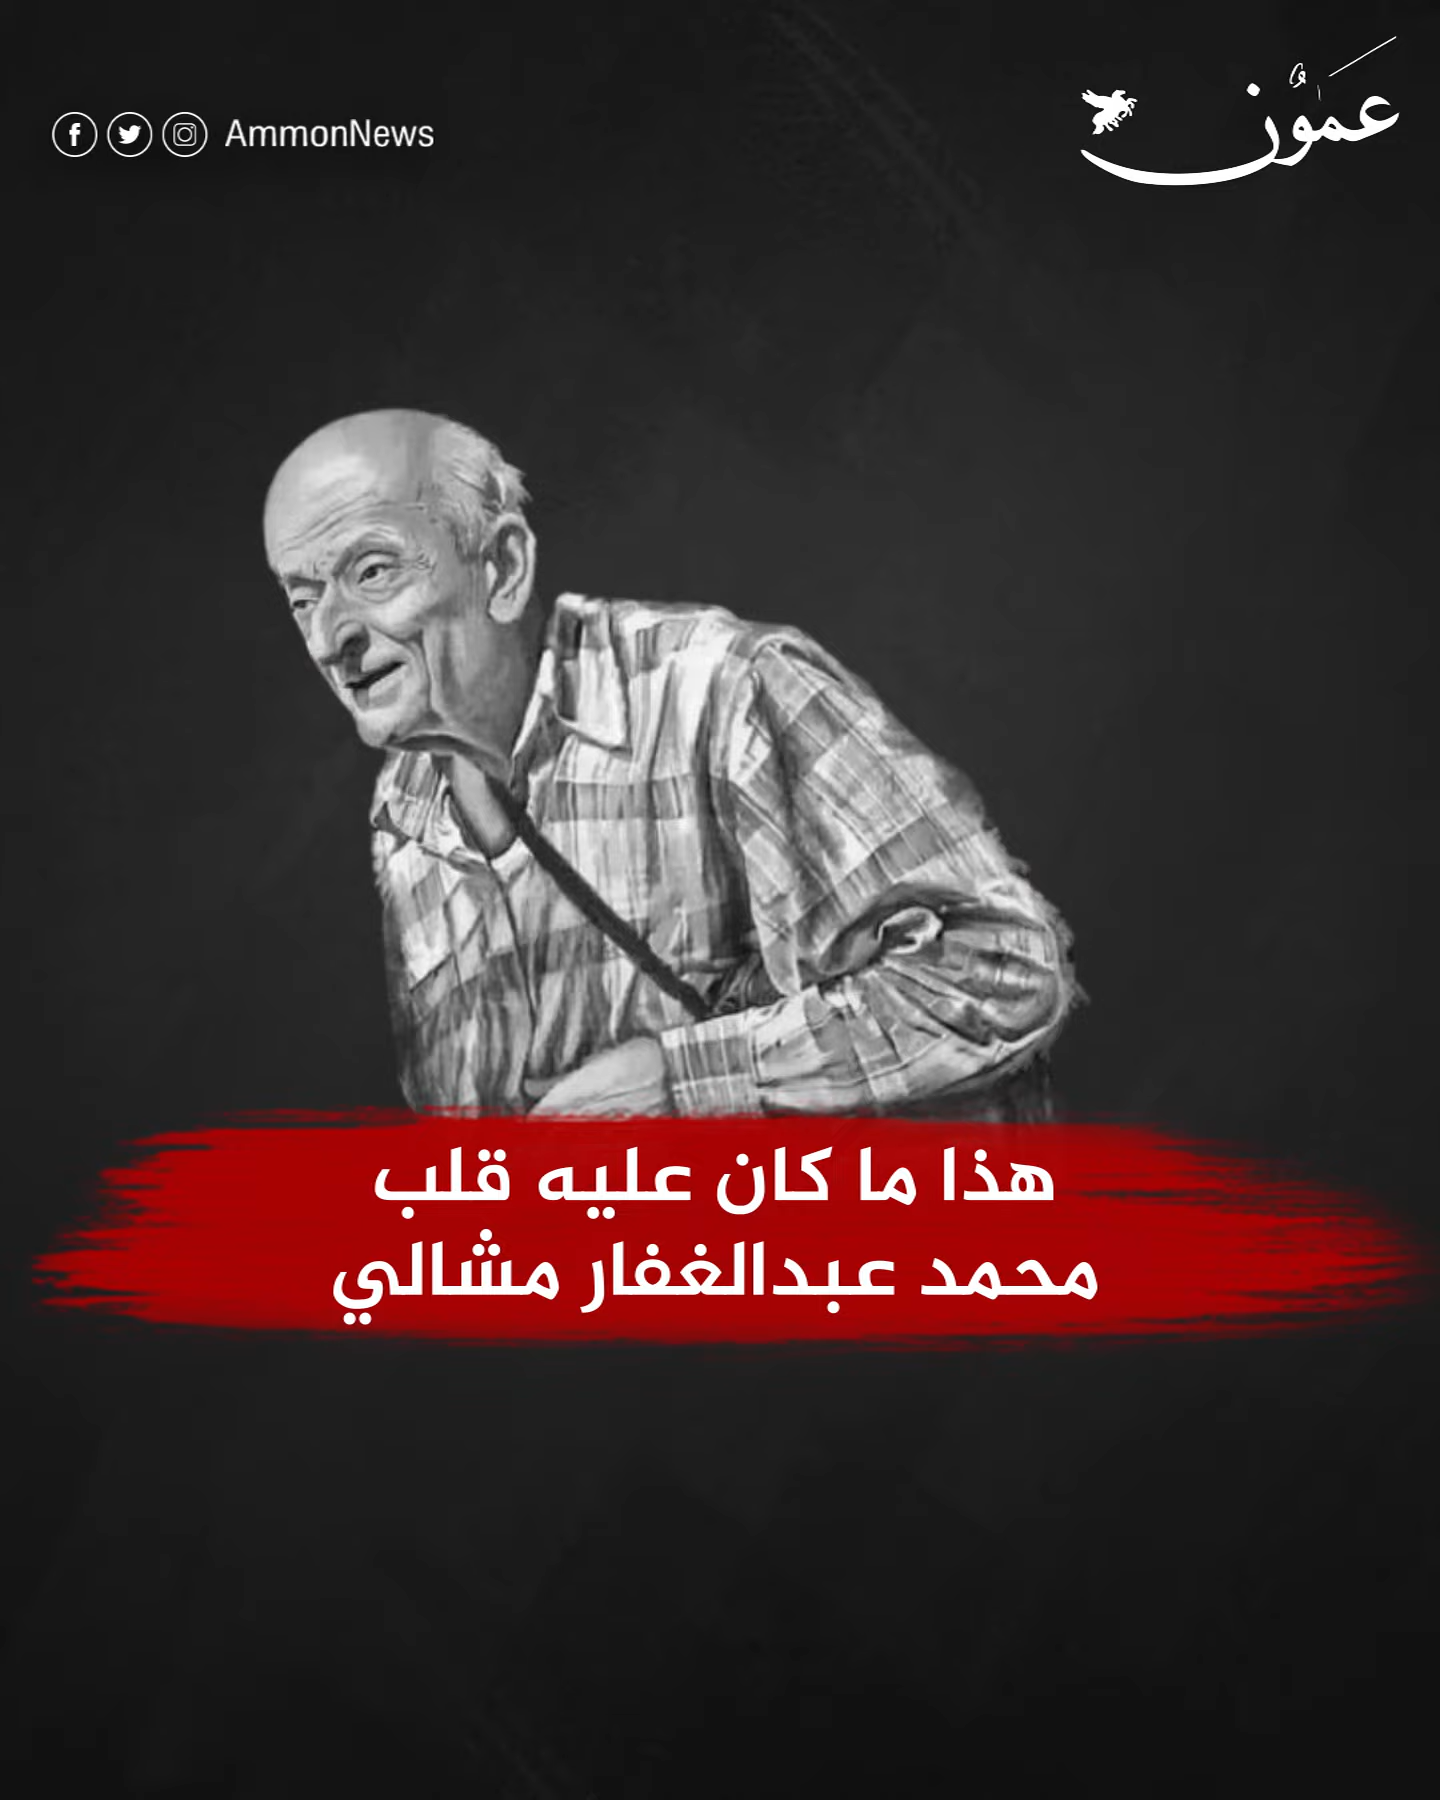 AmmonNews
عمون
هذا ما كان عليه قلب
محمد عبدالغفار مشالي